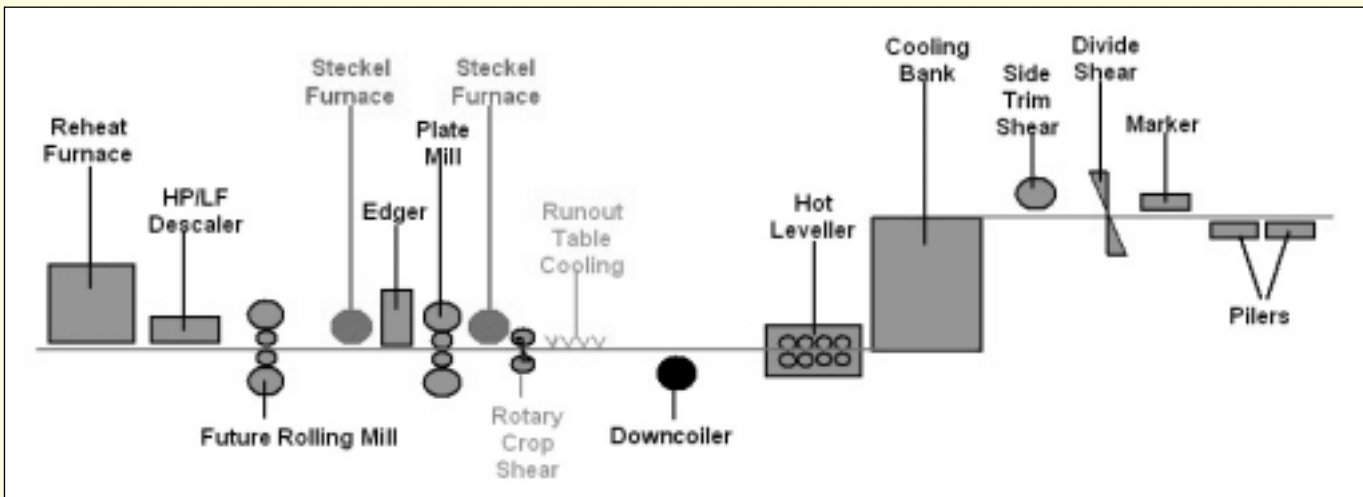 Steckel
Furnace
Steckel
Furnace
Cooling
Bank
Side
Trim
Shear
Divide
Shear
Marker
Reheat
Furnace
HP/LF
Descaler
Edger
Plate
Mill
Runout
Table
Cooling
Hot
Leveller
Pilers
Future Rolling Mill
Rotary
Crop
Shear
Downcoiler